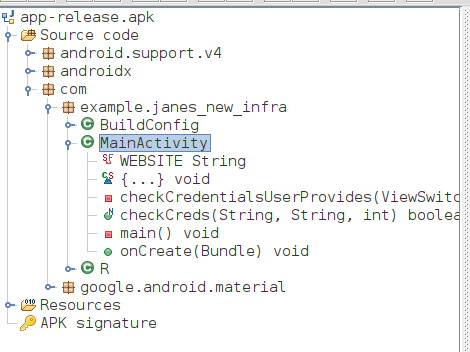 app-release.apk
Source code
android.support.v4
androidx
com
example.janes_new_infra
BuildConfig
MainActivity
WEBSITE String
{...} void
checkCredentialsUserProvides(ViewSwitc
checkCreds(String, String, int) boolea
main() void
onCreate(Bundle) void
R
google.android.material
Resources
APK signature